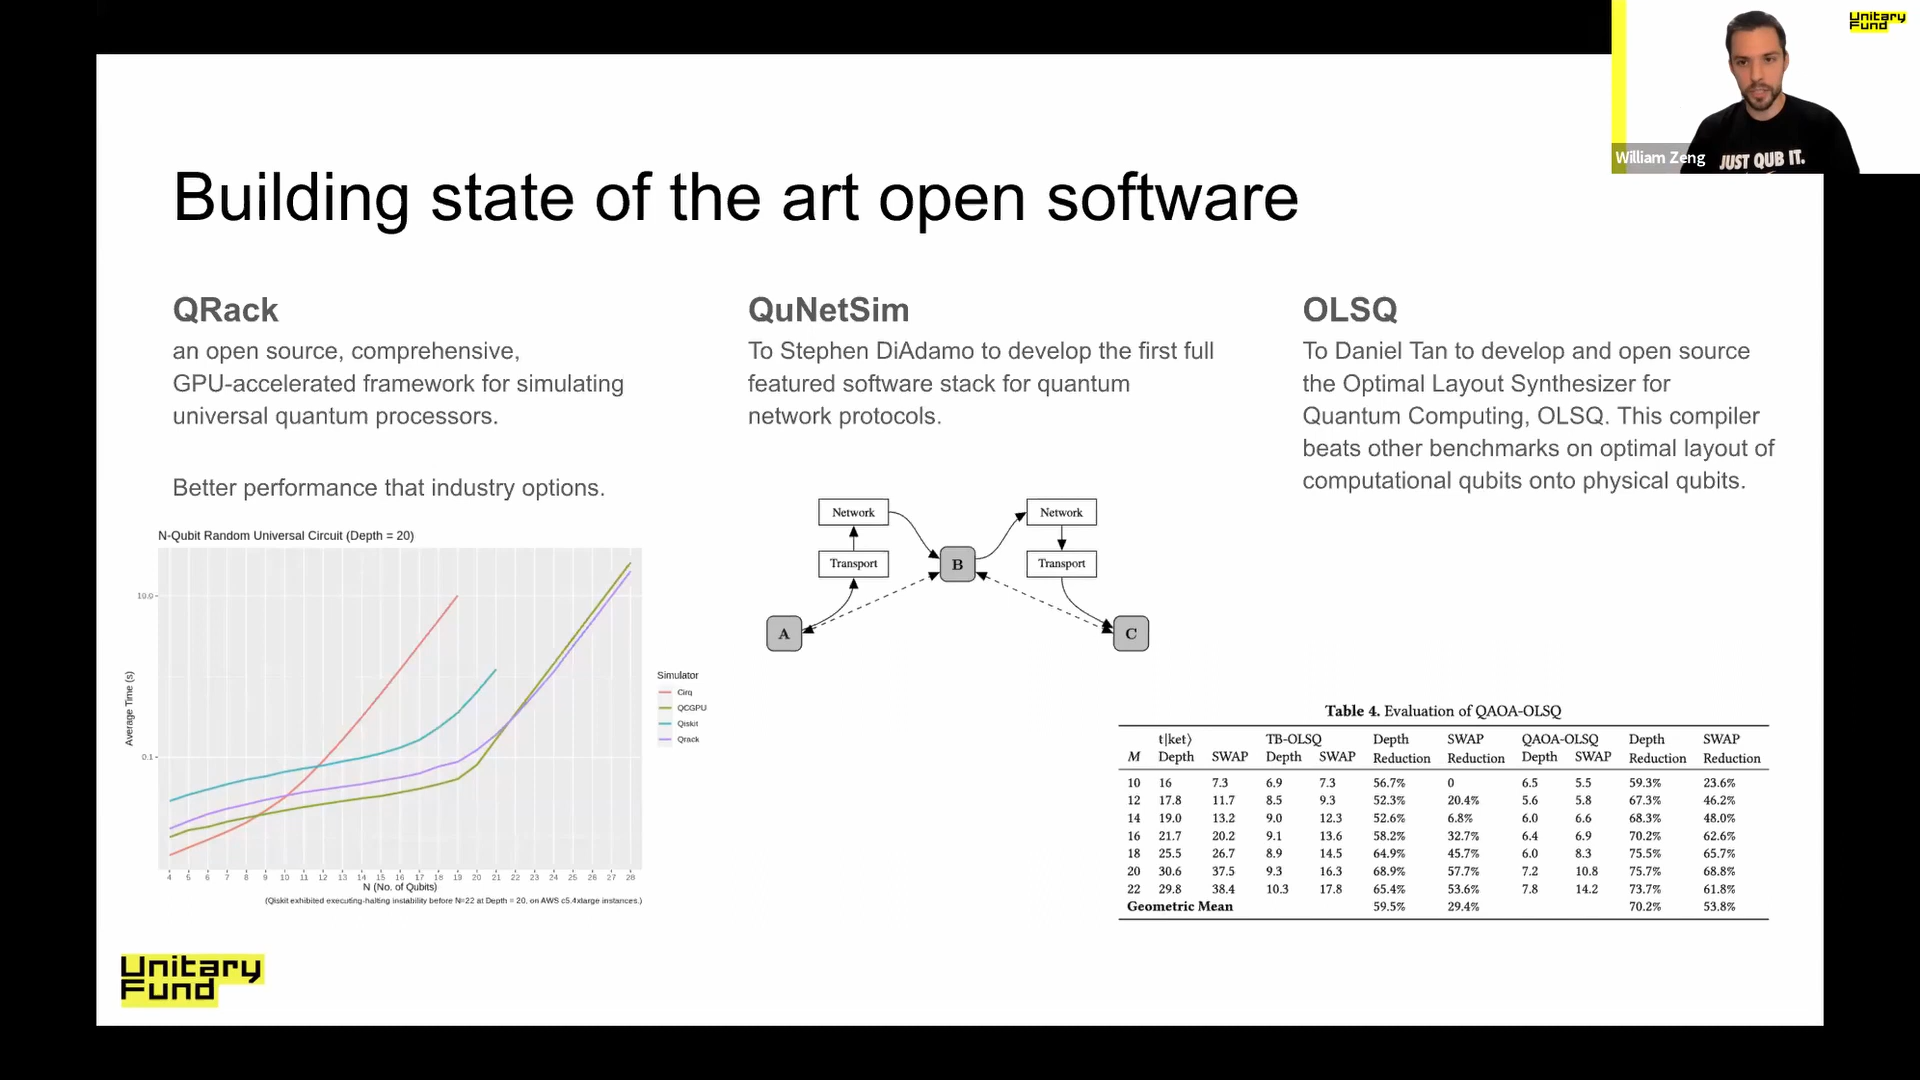 Unitary
Fund
William Zeng
JUST QUB IT.
Building state of the art open software
QRack
an open source, comprehensive,
GPU-accelerated framework for simulating
universal quantum processors.
Better performance that industry options.
N-Qubit Random Universal Circuit (Depth = 20)
10.0
0.1
Average Time (s)
4 5 6 7 8 9 10 11 12 13 14 15 16 17 18 19 20 21 22 23 24 25 26 27 28
N (No. of Qubits)
(Qiskit exhibited executing-halting instability before N=22 at Depth = 20, on AWS c5.4xlarge instances.)
Simulator
Cirq
QCGPU
Qiskit
Qrack
QuNetSim
To Stephen DiAdamo to develop the first full
featured software stack for quantum
network protocols.
Network
Network
Transport
B
Transport
A
C
OLSQ
To Daniel Tan to develop and open source
the Optimal Layout Synthesizer for
Quantum Computing, OLSQ. This compiler
beats other benchmarks on optimal layout of
computational qubits onto physical qubits.
Table 4. Evaluation of QAOA-OLSQ
t|ket⟩ TB-OLSQ Depth SWAP QAOA-OLSQ Depth SWAP
M Depth SWAP Depth SWAP Reduction Reduction Depth SWAP Reduction Reduction
10 16 7.3 6.9 7.3 56.7% 0 6.5 5.5 59.3% 23.6%
12 17.8 11.7 8.5 9.3 52.3% 20.4% 5.6 5.8 67.3% 46.2%
14 19.0 13.2 9.0 12.3 52.6% 6.8% 6.0 6.6 68.3% 48.0%
16 21.7 20.2 9.1 13.6 58.2% 32.7% 6.4 6.9 70.2% 62.6%
18 25.5 26.7 8.9 14.5 64.9% 45.7% 6.0 8.3 75.5% 65.7%
20 30.6 37.5 9.3 16.3 68.9% 57.7% 7.2 10.8 75.7% 68.8%
22 29.8 38.4 10.3 17.8 65.4% 53.6% 7.8 14.2 73.7% 61.8%
Geometric Mean 59.5% 29.4% 70.2% 53.8%
Unitary
Fund